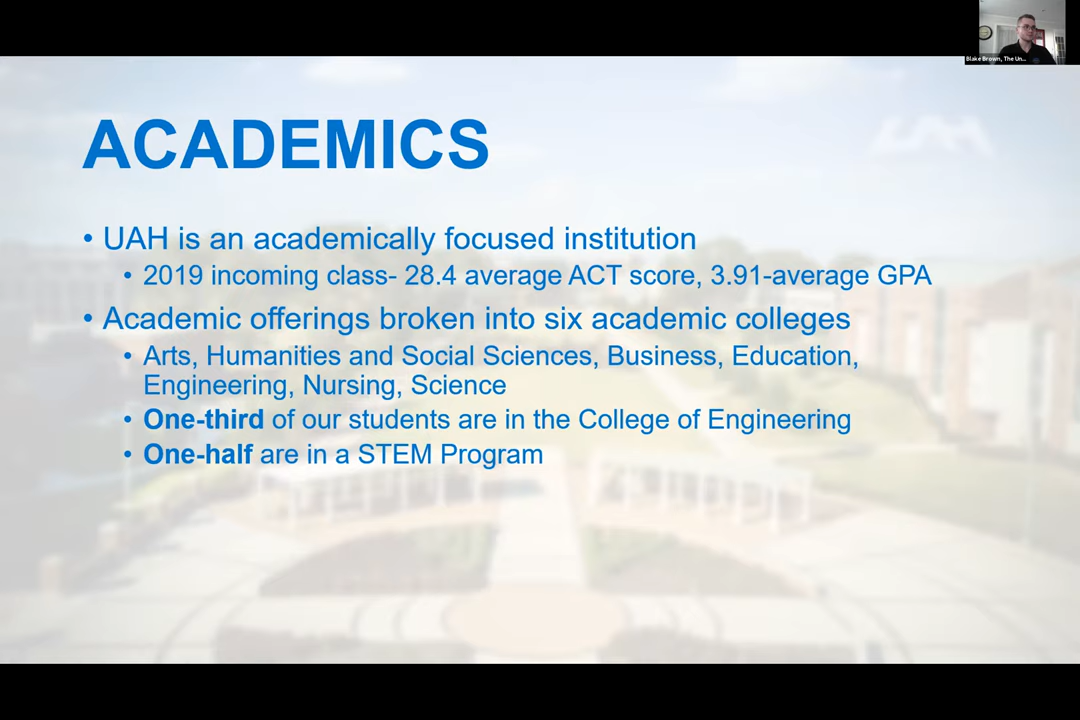 Blake Brown, The Un...
UAH
ACADEMICS
• UAH is an academically focused institution
• 2019 incoming class- 28.4 average ACT score, 3.91-average GPA
• Academic offerings broken into six academic colleges
• Arts, Humanities and Social Sciences, Business, Education,
Engineering, Nursing, Science
• One-third of our students are in the College of Engineering
• One-half are in a STEM Program